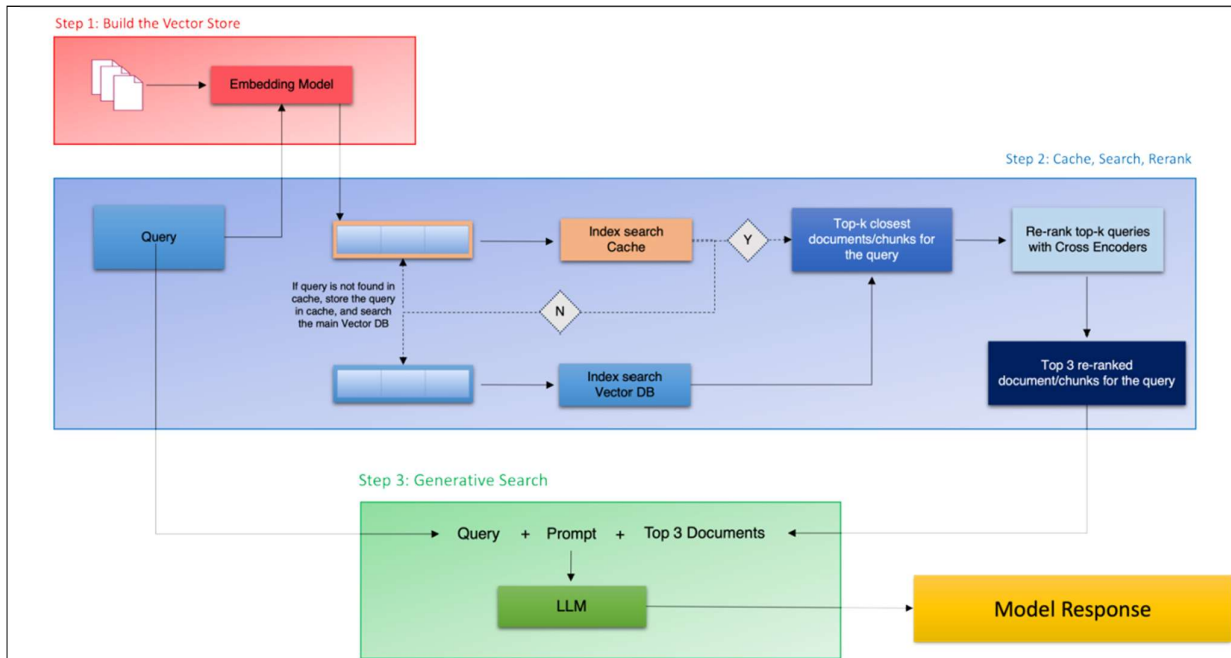 Step 1: Build the Vector Store
Embedding Model
Step 2: Cache, Search, Rerank
Query
Index search
Cache
Y
Top-k closest
documents/chunks for
the query
Re-rank top-k queries
with Cross Encoders
If query is not found in
cache, store the query
in cache, and search
the main Vector DB
N
Index search
Vector DB
Top 3 re-ranked
document/chunks for the query
Step 3: Generative Search
Query + Prompt + Top 3 Documents
LLM
Model Response